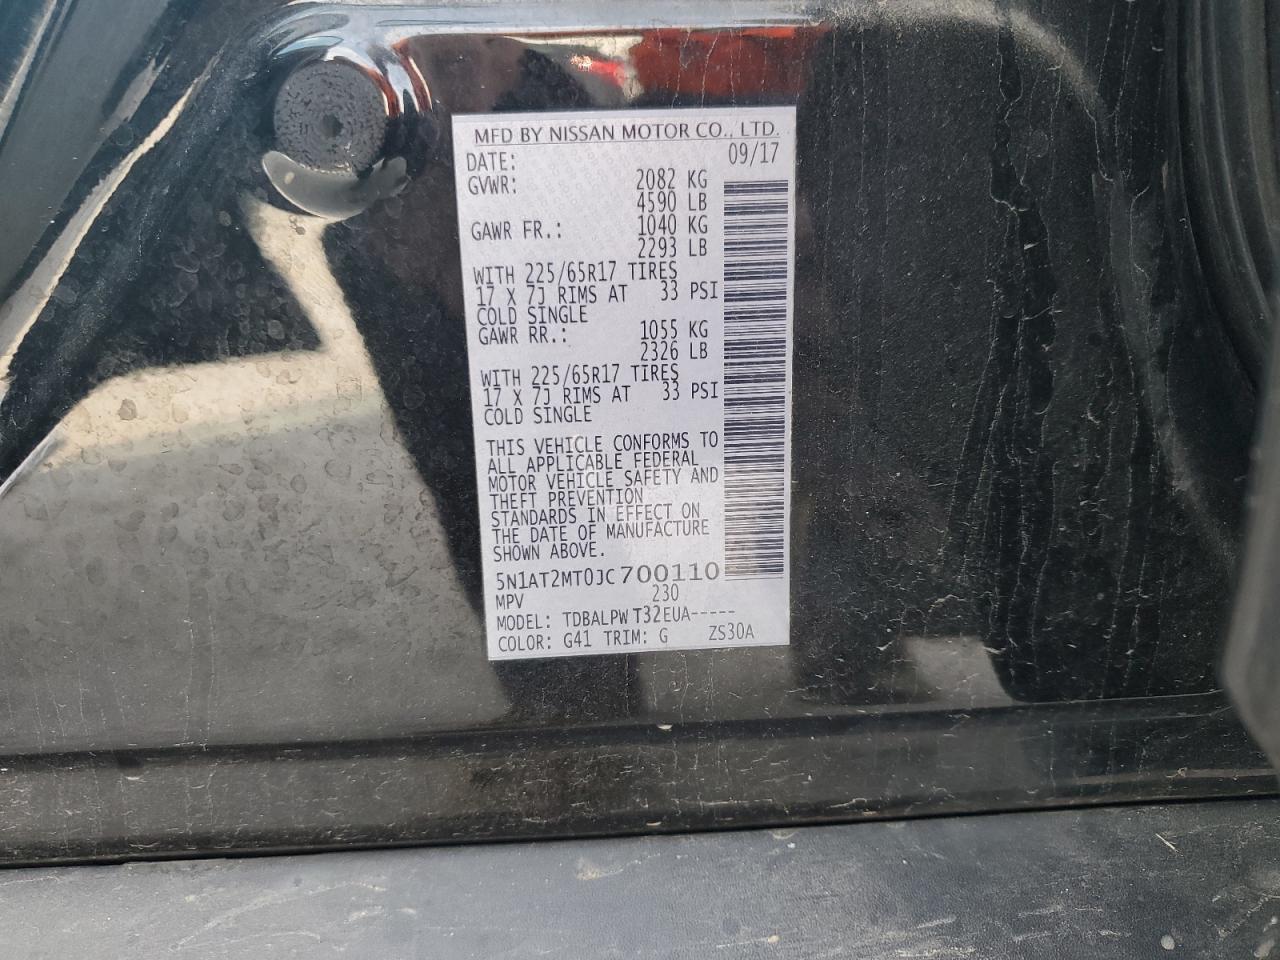 MFD BY NISSAN MOTOR CO., LTD.
DATE: 09/17
GVWR: 2082 KG
4590 LB
GAWR FR.: 1040 KG
2293 LB
WITH 225/65R17 TIRES
17 X 7J RIMS AT 33 PSI
COLD SINGLE
GAWR RR.: 1055 KG
2326 LB
WITH 225/65R17 TIRES
17 X 7J RIMS AT 33 PSI
COLD SINGLE
THIS VEHICLE CONFORMS TO
ALL APPLICABLE FEDERAL
MOTOR VEHICLE SAFETY AND
THEFT PREVENTION
STANDARDS IN EFFECT ON
THE DATE OF MANUFACTURE
SHOWN ABOVE.
5N1AT2MT0JC700110
MPV 230
MODEL: TDBALPW T32EUA-----
COLOR: G41 TRIM: G ZS30A